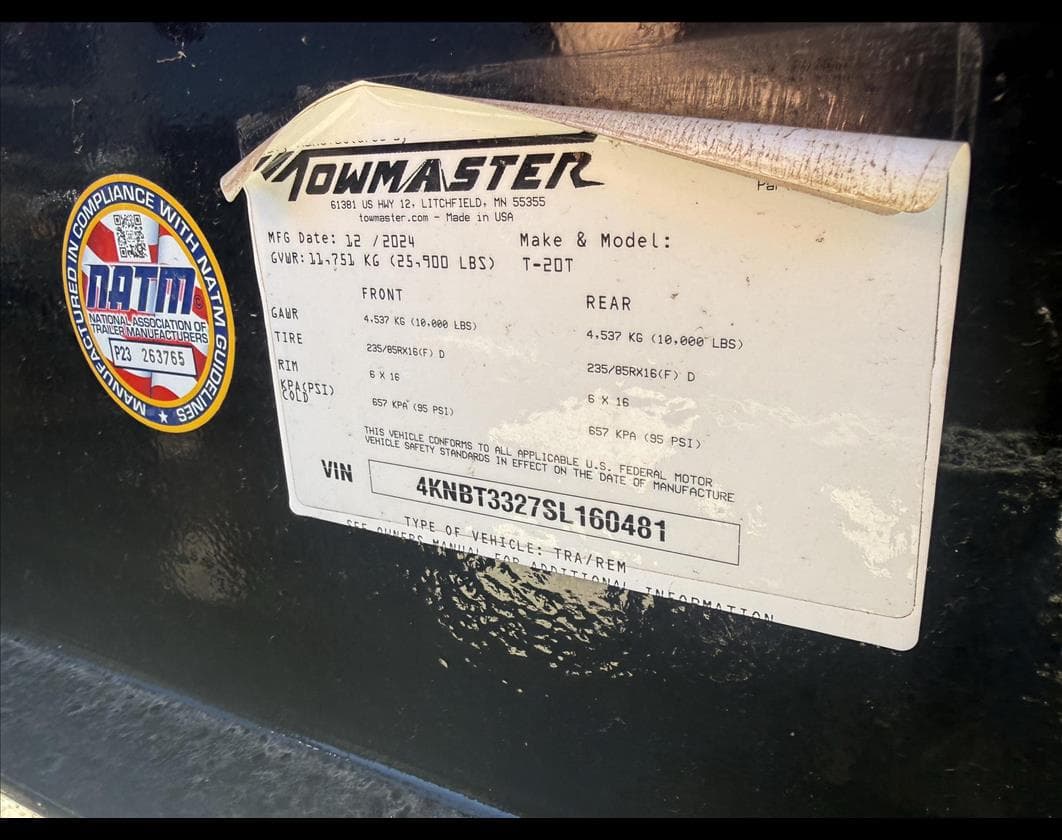 TOWMASTER
61381 US HWY 12, LITCHFIELD, MN 55355
towmaster.com - Made in USA
MFG Date: 12 /2024 Make & Model:
GVWR: 11,751 KG (25,900 LBS) T-20T
FRONT REAR
GAWR 4,537 KG (10,000 LBS) 4,537 KG (10,000 LBS)
TIRE 235/85RX16(F) D 235/85RX16(F) D
RIM 6 X 16 6 X 16
KPA(PSI) COLD 657 KPA (95 PSI) 657 KPA (95 PSI)
THIS VEHICLE CONFORMS TO ALL APPLICABLE U.S. FEDERAL MOTOR
VEHICLE SAFETY STANDARDS IN EFFECT ON THE DATE OF MANUFACTURE
VIN 4KNBT3327SL160481
TYPE OF VEHICLE: TRA/REM
SEE OWNERS MANUAL FOR ADDITIONAL INFORMATION
MANUFACTURED IN COMPLIANCE WITH NATM GUIDELINES
NATM
NATIONAL ASSOCIATION OF
TRAILER MANUFACTURERS
P23 263765